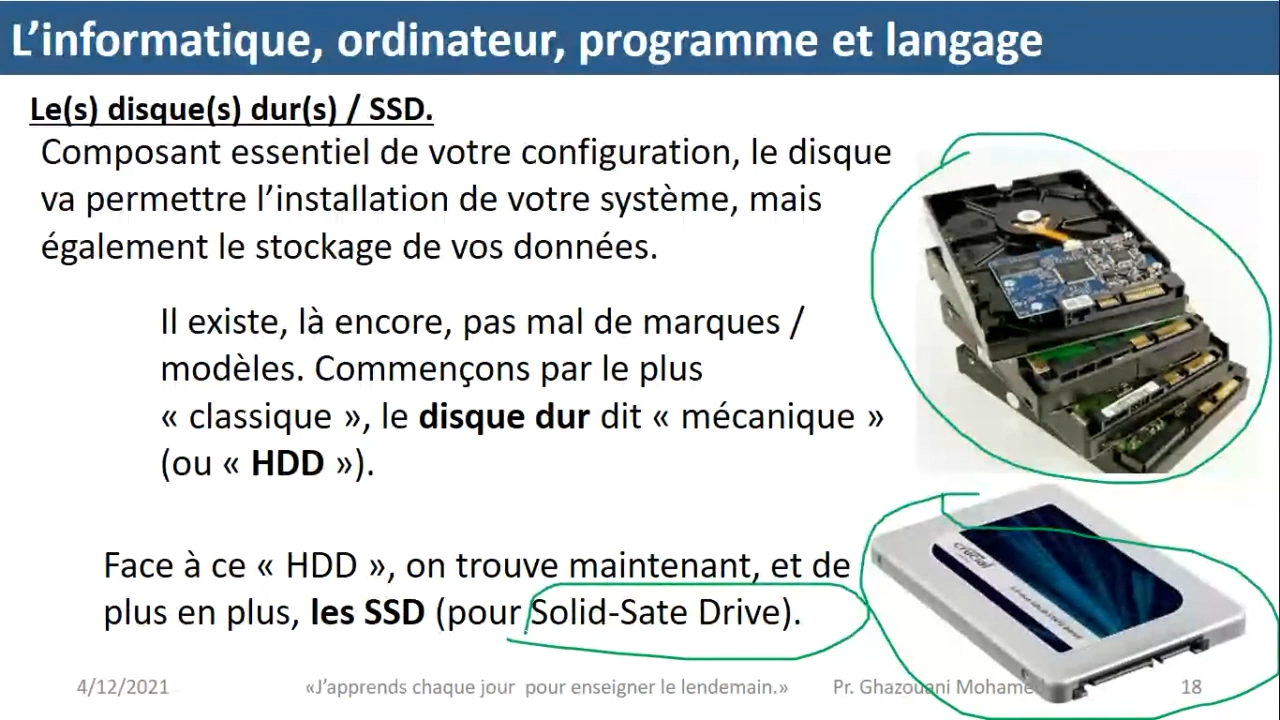 L’informatique, ordinateur, programme et langage
Le(s) disque(s) dur(s) / SSD.
Composant essentiel de votre configuration, le disque
va permettre l’installation de votre système, mais
également le stockage de vos données.
Il existe, là encore, pas mal de marques /
modèles. Commençons par le plus
« classique », le disque dur dit « mécanique »
(ou « HDD »).
Face à ce « HDD », on trouve maintenant, et de
plus en plus, les SSD (pour Solid-Sate Drive).
crucial
4/12/2021
«J’apprends chaque jour pour enseigner le lendemain.»
Pr. Ghazouani Mohamed
18